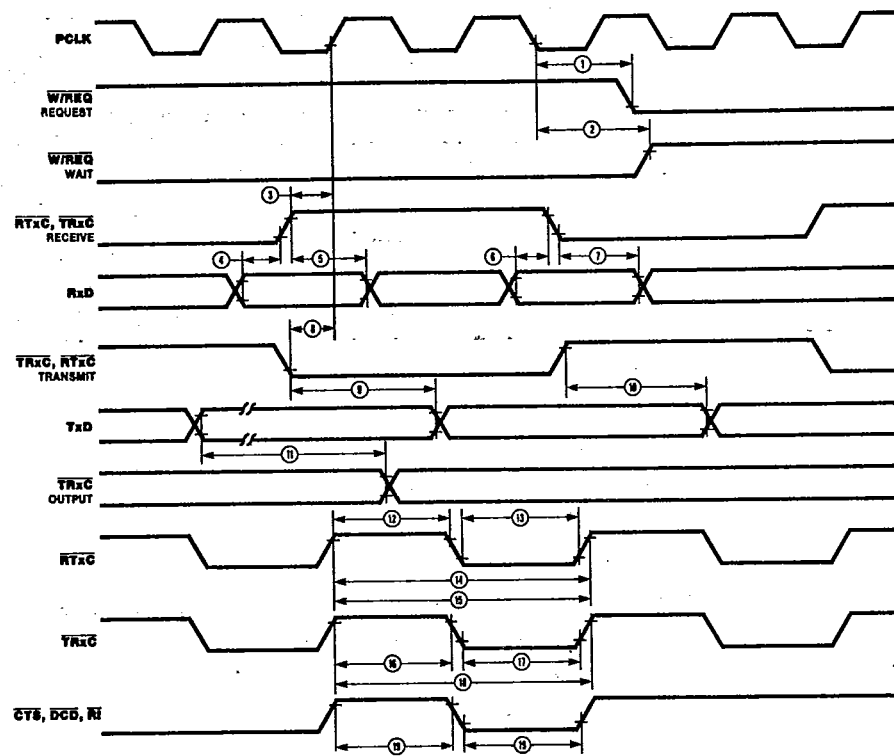 PCLK
①
W/REQ
REQUEST
②
W/REQ
WAIT
③
RTxC, TRxC
RECEIVE
④ ⑤ ⑥ ⑦
RxD
⑧
TRxC, RTxC
TRANSMIT
⑨ ⑩
TxD
⑪
TRxC
OUTPUT
⑫ ⑬
RTxC
⑭
⑮
TRxC
⑯ ⑰
⑱
CTS, DCD, RI
⑲ ⑲